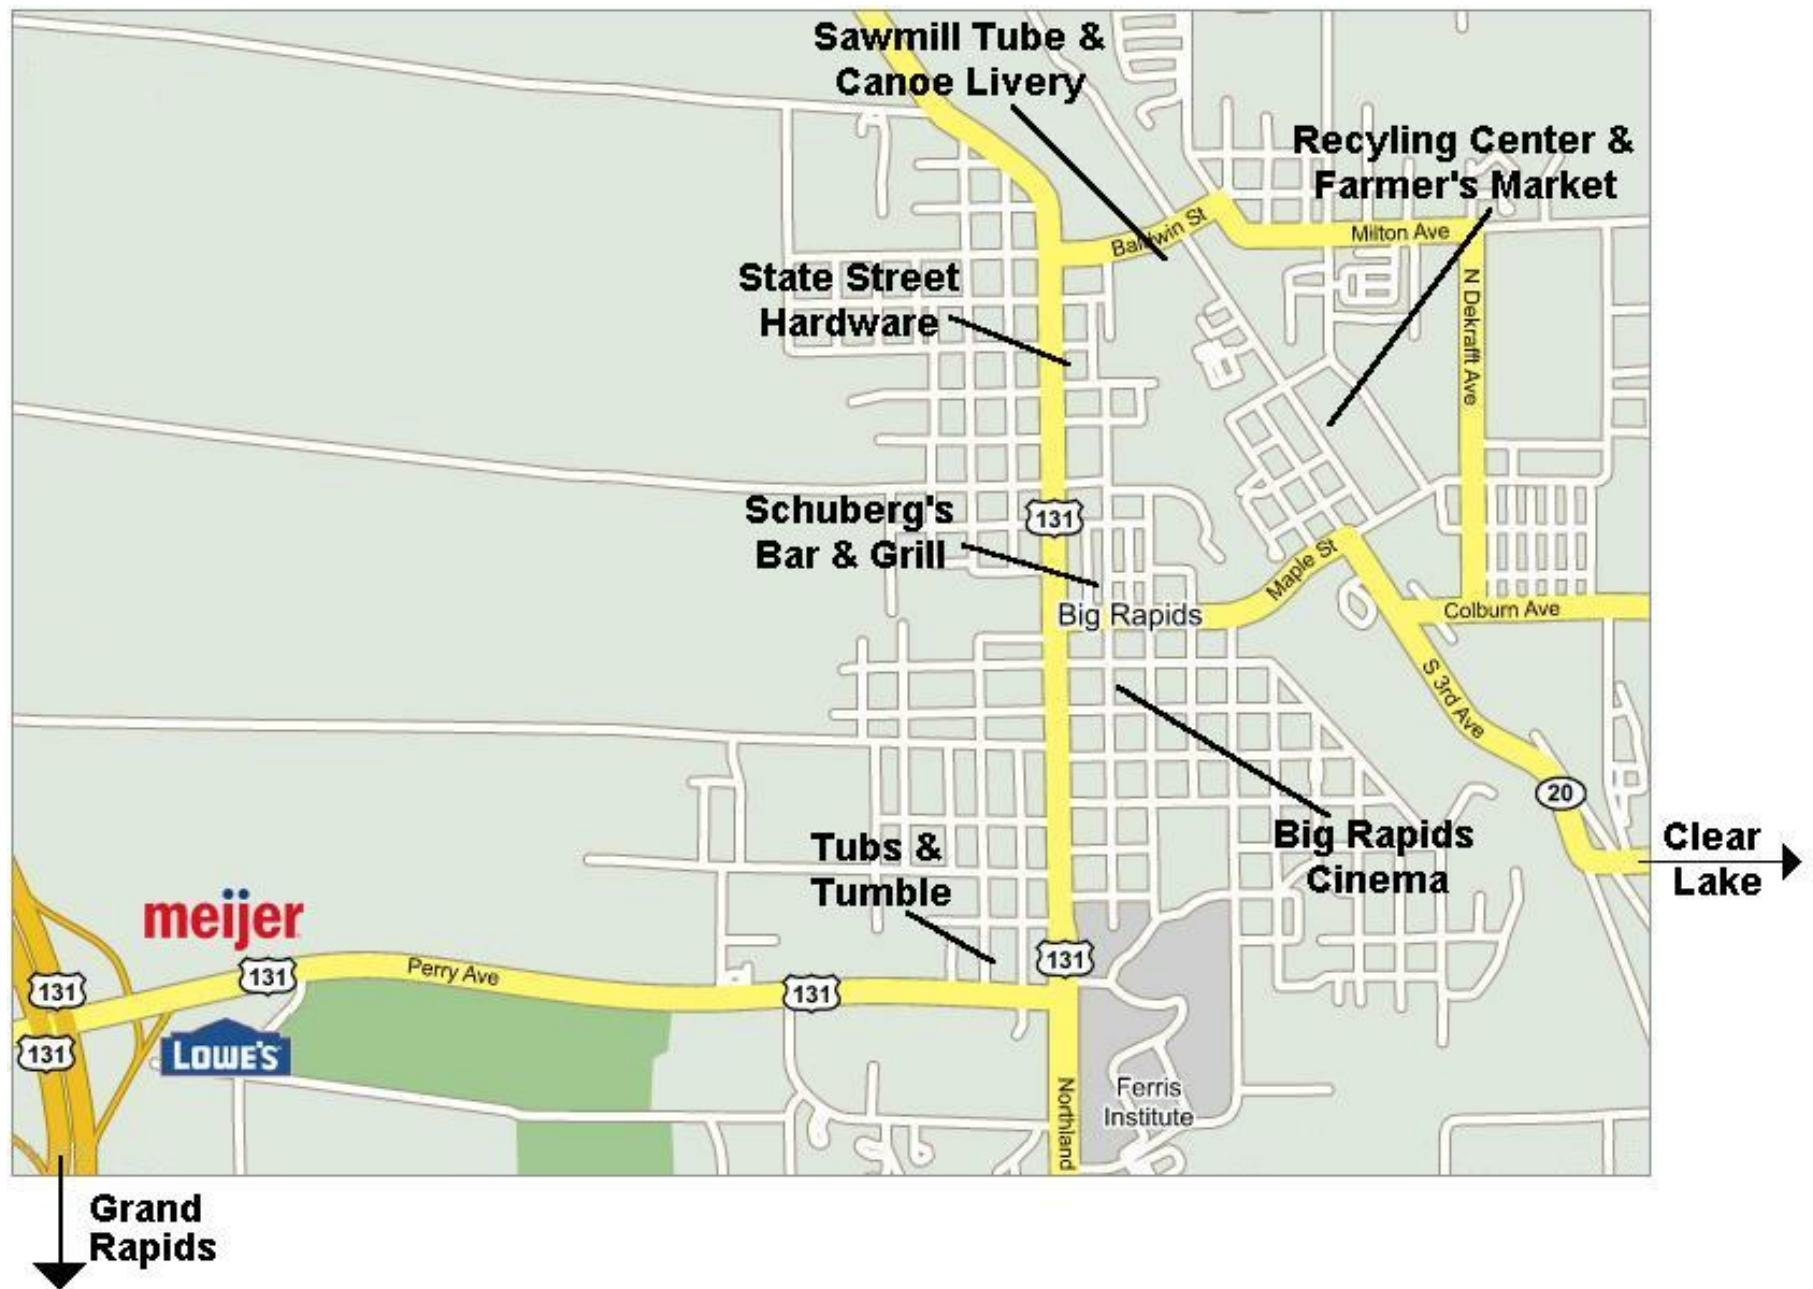 Sawmill Tube &
Canoe Livery
Recyling Center &
Farmer's Market
Baldwin St
Milton Ave
State Street
Hardware
N Dekrafft Ave
Schuberg's
Bar & Grill
131
Maple St
Big Rapids
Colburn Ave
S 3rd Ave
20
Big Rapids
Cinema
Clear
Lake
Tubs &
Tumble
meijer
131
131
Perry Ave
131
131
131
LOWE'S
Ferris
Institute
Northland
Grand
Rapids